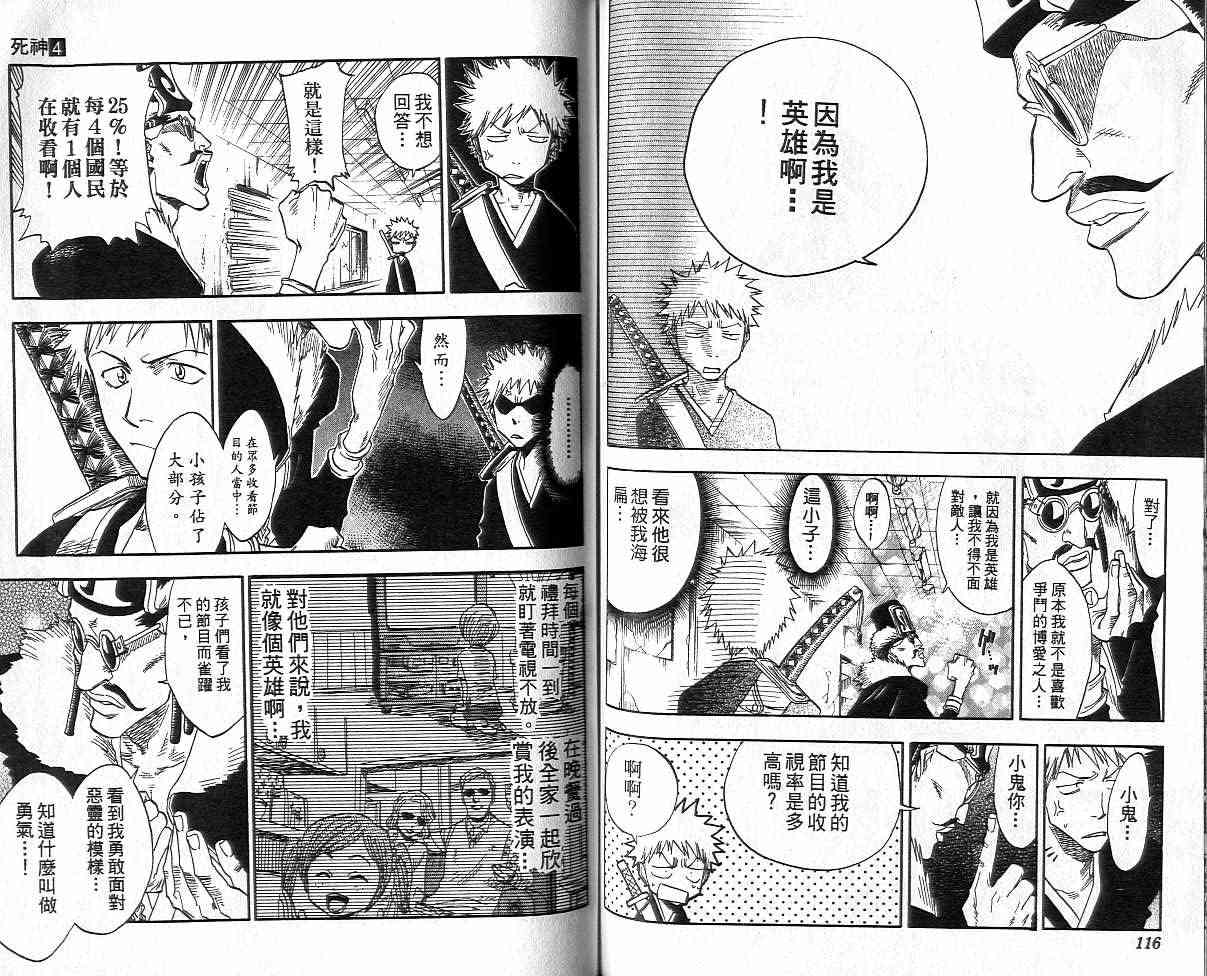 因為我是
英雄啊…
!
對了…
原本我就不是喜歡
爭鬥的博愛之人…
就因為我是英雄
，讓我不得不面
對敵人…
啊啊…
這小子…
看來他很
想被我海
扁…
小鬼…
小鬼你…
知道我的
節目的收
視率是多
高嗎?
啊啊?
116
死神4
我不想
回答…
就是這樣!
25%!等於
每4個國民
就有1個人
在收看啊!
…………
然而…
在眾多收看節
目的人當中…
小孩子佔了
大部分。
每個
禮拜時間一到
就盯著電視不放。
在晚餐過
後全家一起欣
賞我的表演…
對他們來說，我
就像個英雄啊…
孩子們看了我
的節目而雀躍
不已，
看到我勇敢面對
惡靈的模樣…
知道什麼叫做
勇氣…!